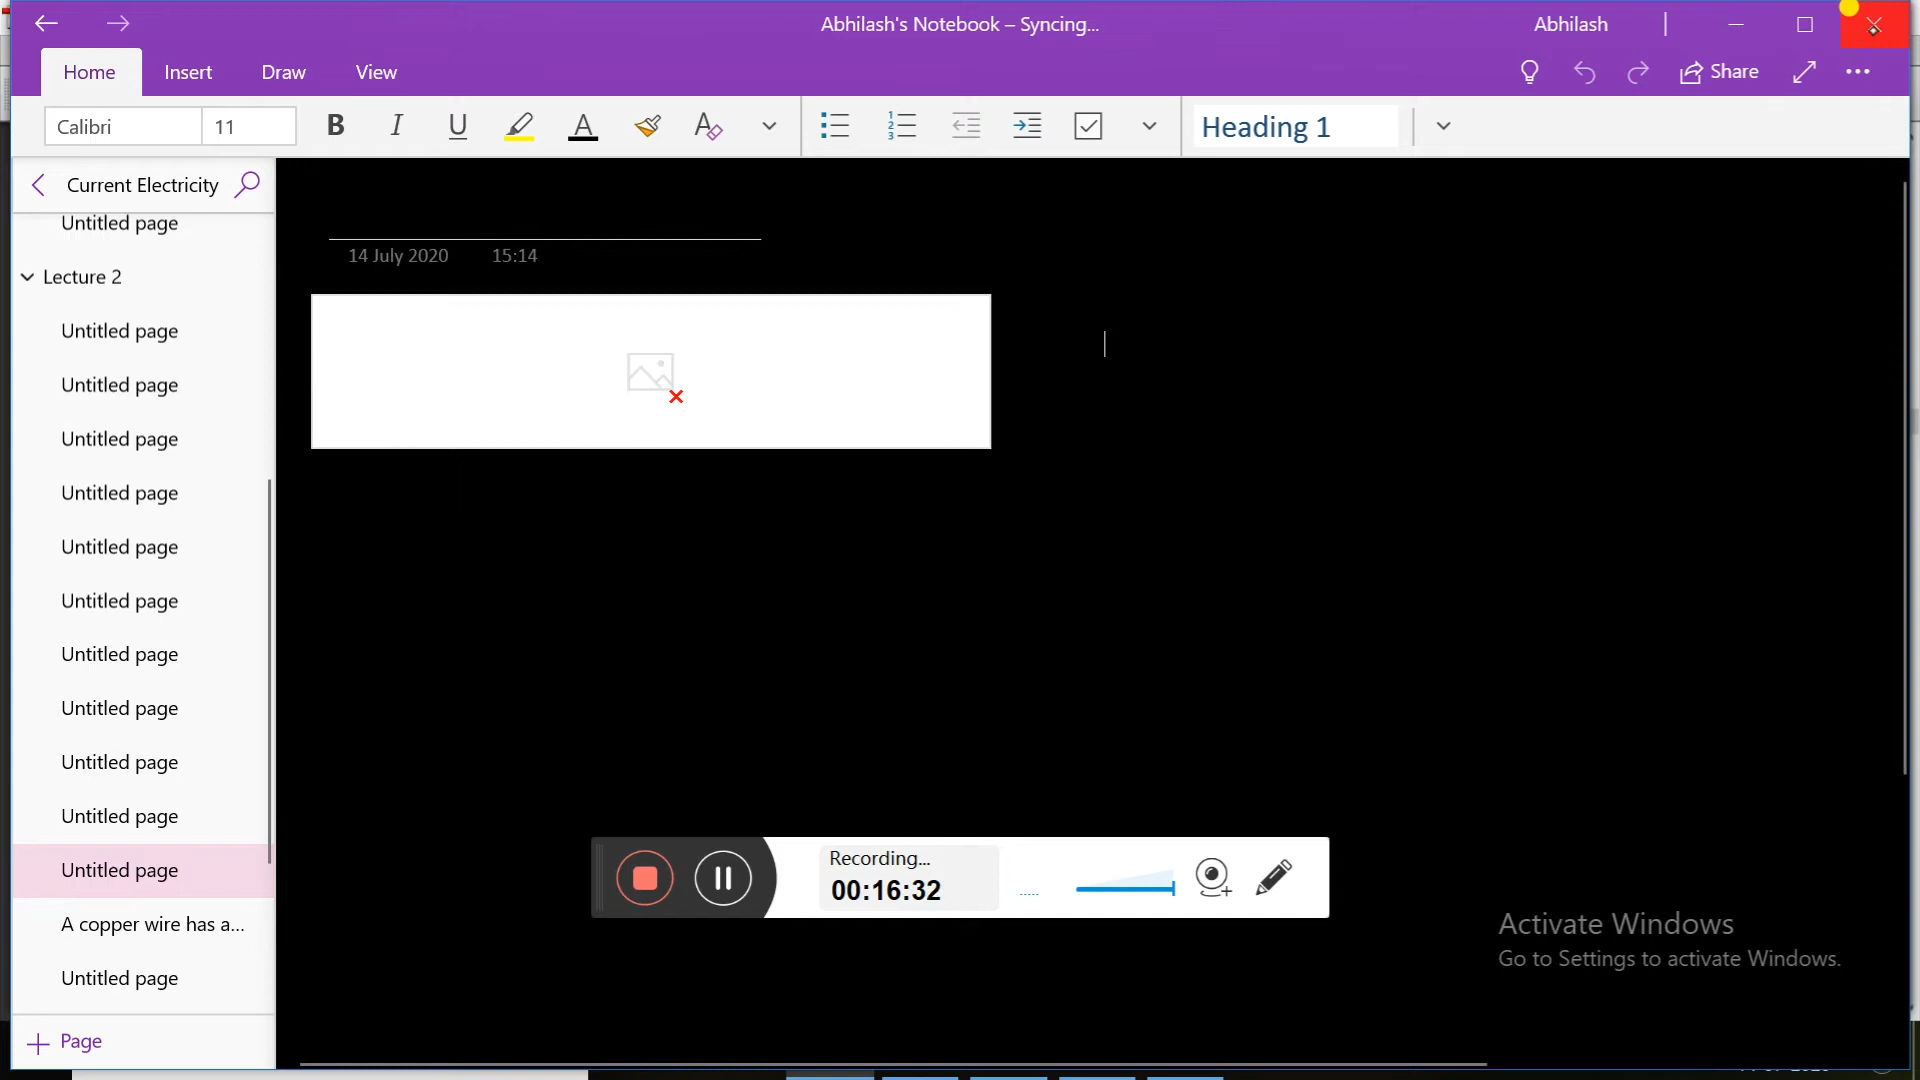 Abhilash's Notebook – Syncing...
Abhilash
Home
Insert
Draw
View
Share
Calibri
11
B
I
U
A
A
1
2
3
Heading 1
Current Electricity
Untitled page
Lecture 2
Untitled page
Untitled page
Untitled page
Untitled page
Untitled page
Untitled page
Untitled page
Untitled page
Untitled page
Untitled page
Untitled page
A copper wire has a...
Untitled page
Page
14 July 2020
15:14
Recording...
00:16:32
Activate Windows
Go to Settings to activate Windows.